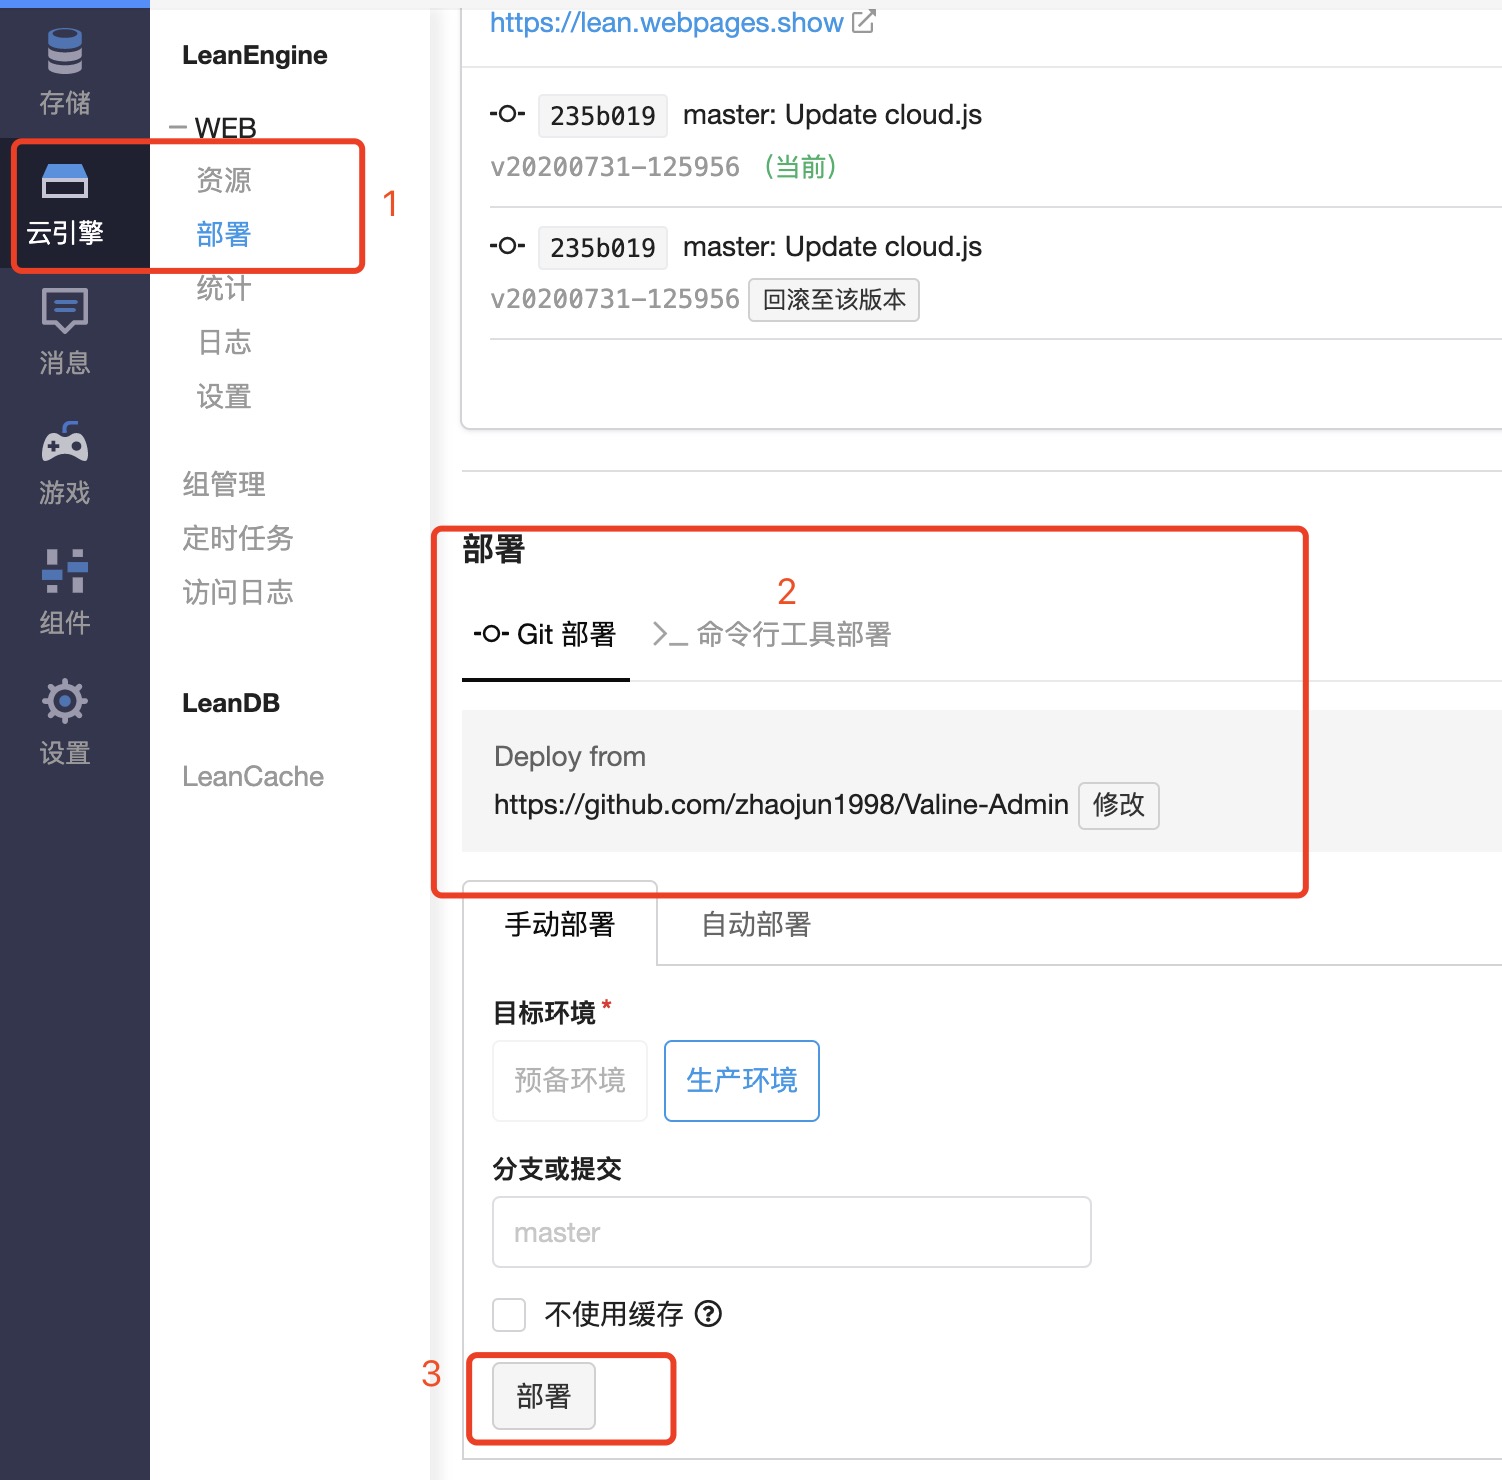 存储
云引擎
消息
游戏
组件
设置
LeanEngine
WEB
资源
部署
1
统计
日志
设置
组管理
定时任务
访问日志
LeanDB
LeanCache
https://lean.webpages.show
235b019 master: Update cloud.js
v20200731-125956 (当前)
235b019 master: Update cloud.js
v20200731-125956 回滚至该版本
部署
2
Git 部署 >_ 命令行工具部署
Deploy from
https://github.com/zhaojun1998/Valine-Admin 修改
手动部署 自动部署
目标环境 *
预备环境 生产环境
分支或提交
master
不使用缓存 ?
3
部署